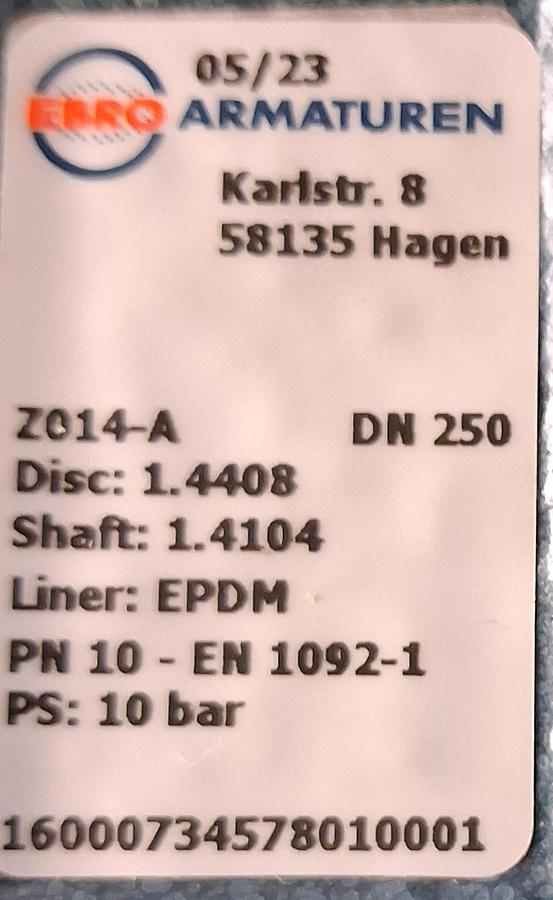 05/23
EBRO ARMATUREN
Karlstr. 8
58135 Hagen
Z014-A DN 250
Disc: 1.4408
Shaft: 1.4104
Liner: EPDM
PN 10 - EN 1092-1
PS: 10 bar
16000734578010001